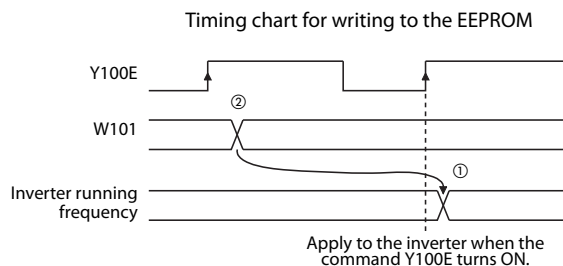 Timing chart for writing to the EEPROM
Y100E
②
W101
①
Inverter running
frequency
Apply to the inverter when the
command Y100E turns ON.